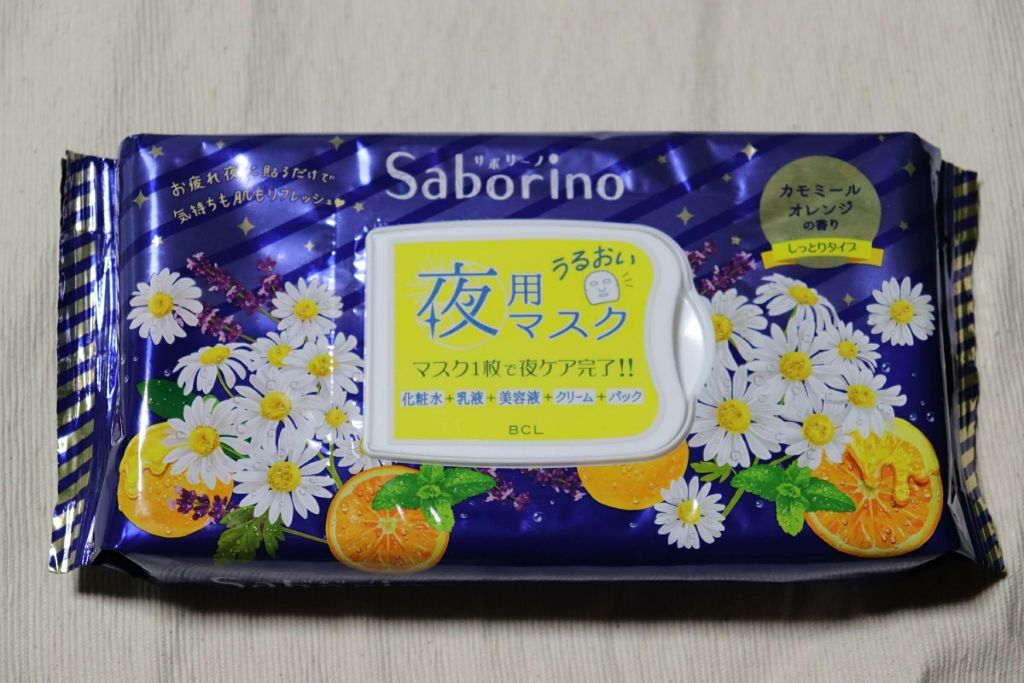 サボリーノ
Saborino
お疲れ夜に貼るだけで
気持ちも肌もリフレッシュ♥
カモミール
オレンジ
の香り
しっとりタイプ
うるおい
夜用
マスク
マスク1枚で夜ケア完了!!
化粧水+乳液+美容液+クリーム+パック
BCL